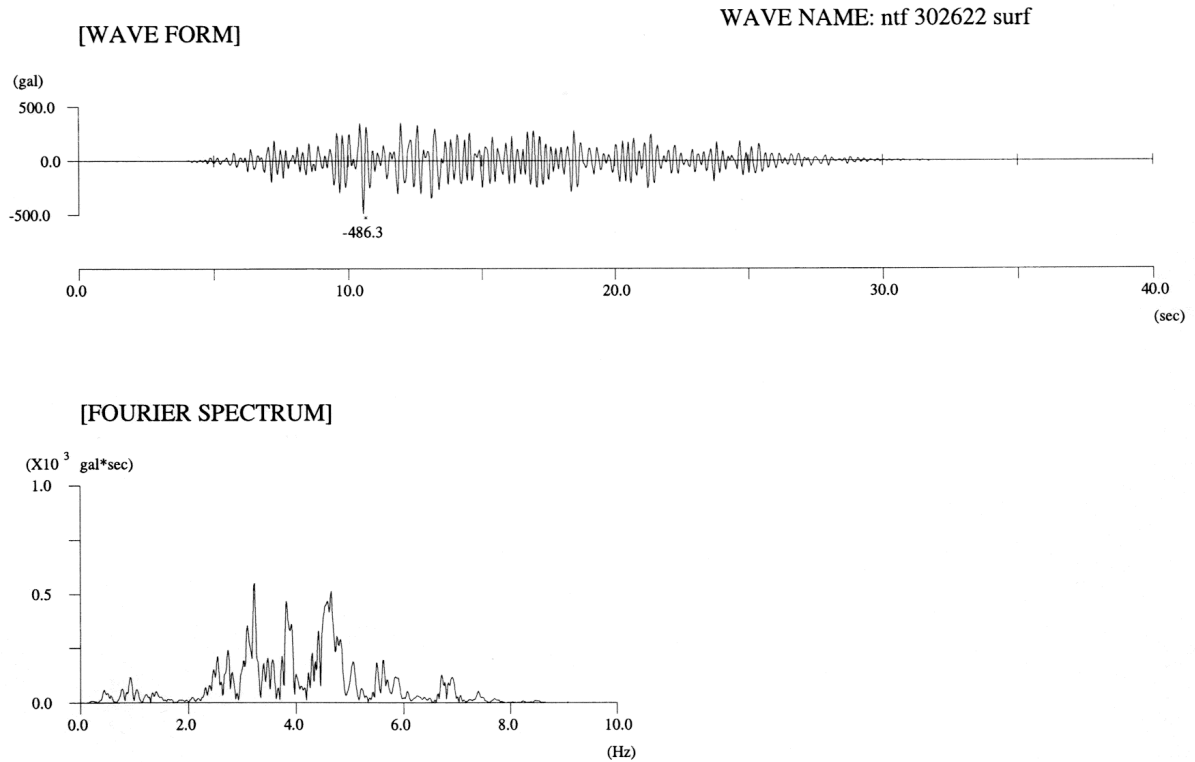 WAVE NAME: ntf 302622 surf
[WAVE FORM]
(gal)
500.0
0.0
-500.0
-486.3
0.0 10.0 20.0 30.0 40.0
(sec)
[FOURIER SPECTRUM]
(X10 3 gal*sec)
1.0
0.5
0.0
0.0 2.0 4.0 6.0 8.0 10.0
(Hz)